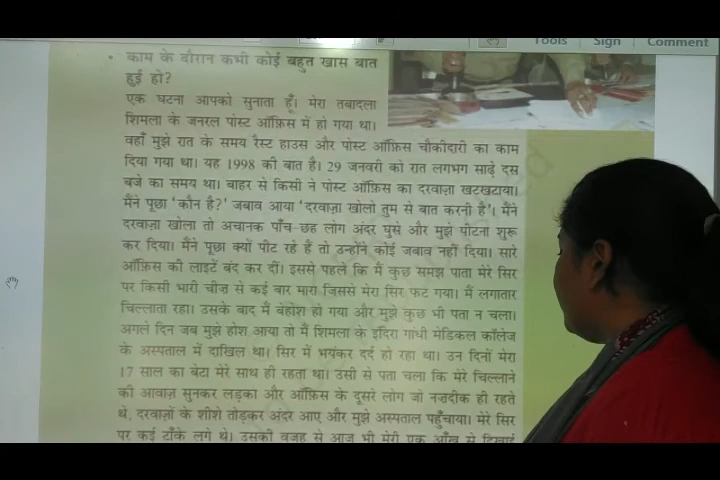 Tools Sign Comment
• काम के दौरान कभी कोई बहुत खास बात
हुई हो?
एक घटना आपको सुनाता हूँ। मेरा तबादला
शिमला के जनरल पोस्ट ऑफ़िस में हो गया था।
वहाँ मुझे रात के समय रैस्ट हाउस और पोस्ट ऑफ़िस चौकीदारी का काम
दिया गया था। यह 1998 की बात है। 29 जनवरी को रात लगभग साढ़े दस
बजे का समय था। बाहर से किसी ने पोस्ट ऑफ़िस का दरवाज़ा खटखटाया।
मैंने पूछा ‘कौन है?’ जबाव आया ‘दरवाज़ा खोलो तुम से बात करनी है’। मैंने
दरवाज़ा खोला तो अचानक पाँच-छह लोग अंदर घुसे और मुझे पीटना शुरू
कर दिया। मैंने पूछा क्यों पीट रहे हैं तो उन्होंने कोई जबाव नहीं दिया। सारे
ऑफ़िस की लाइटें बंद कर दीं। इससे पहले कि मैं कुछ समझ पाता मेरे सिर
पर किसी भारी चीज़ से कई बार मारा जिससे मेरा सिर फट गया। मैं लगातार
चिल्लाता रहा। उसके बाद मैं बेहोश हो गया और मुझे कुछ भी पता न चला।
अगले दिन जब मुझे होश आया तो मैं शिमला के इंदिरा गांधी मेडिकल कॉलेज
के अस्पताल में दाखिल था। सिर में भयंकर दर्द हो रहा था। उन दिनों मेरा
17 साल का बेटा मेरे साथ ही रहता था। उसी से पता चला कि मेरे चिल्लाने
की आवाज़ सुनकर लड़का और ऑफ़िस के दूसरे लोग जो नज़दीक ही रहते
थे, दरवाज़ों के शीशे तोड़कर अंदर आए और मुझे अस्पताल पहुँचाया। मेरे सिर
पर कई टाँके लगे थे। उसकी वजह से आज भी मेरी एक आँख से दिखाई